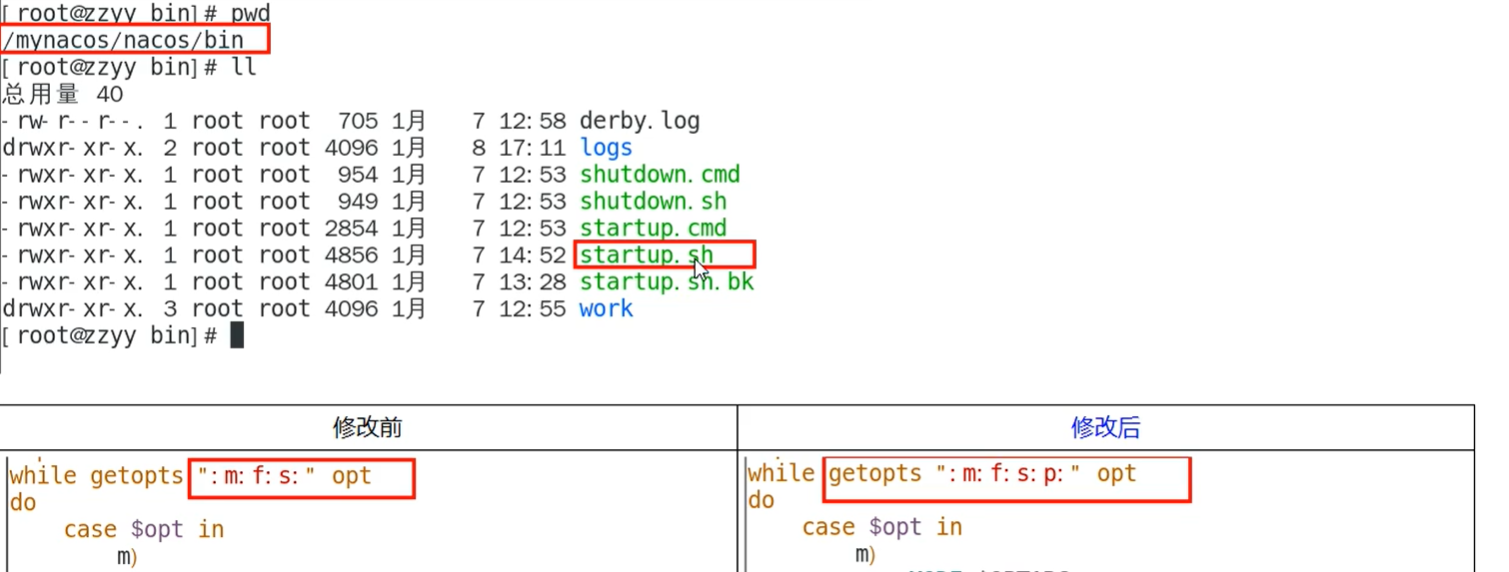 [root@zzyy bin]# pwd
/mynacos/nacos/bin
[root@zzyy bin]# ll
总用量 40
-rw-r--r--. 1 root root 705 1月 7 12:58 derby.log
drwxr-xr-x. 2 root root 4096 1月 8 17:11 logs
-rwxr-xr-x. 1 root root 954 1月 7 12:53 shutdown.cmd
-rwxr-xr-x. 1 root root 949 1月 7 12:53 shutdown.sh
-rwxr-xr-x. 1 root root 2854 1月 7 12:53 startup.cmd
-rwxr-xr-x. 1 root root 4856 1月 7 14:52 startup.sh
-rwxr-xr-x. 1 root root 4801 1月 7 13:28 startup.sh.bk
drwxr-xr-x. 3 root root 4096 1月 7 12:55 work
[root@zzyy bin]#
修改前
while getopts ":m:f:s:" opt
do
case $opt in
m)
修改后
while getopts ":m:f:s:p:" opt
do
case $opt in
m)